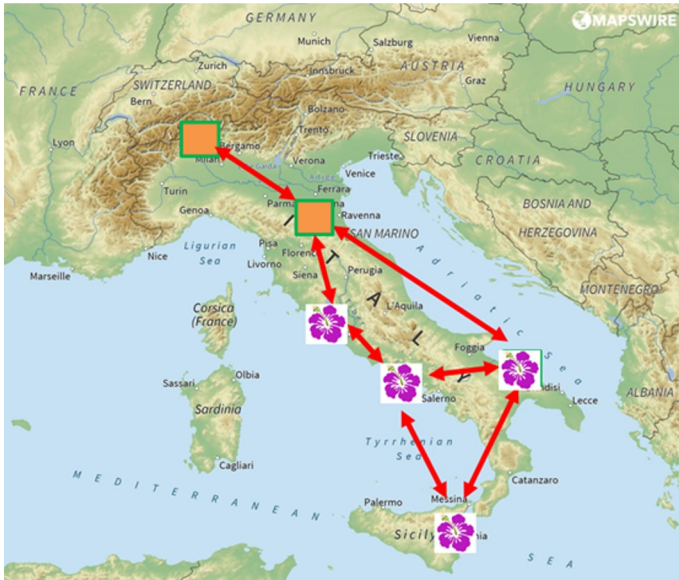 MAPSWIRE
GERMANY
Munich
Vienna
Salzburg
Zurich
AUSTRIA
Innsbruck
Graz
FRANCE
SWITZERLAND
Bern
HUNGARY
Bolzano
Trento
SLOVENIA
Lyon
Bergamo
Milan
Verona
Trieste
CROATIA
Venice
Turin
Ferrara
Parma
Genoa
Ravenna
BOSNIA AND
HERZEGOVINA
SAN MARINO
Nice
Ligurian
Sea
Pisa
Livorno
Siena
Perugia
Marseille
MONTENEGRO
Adriatic Sea
ITALY
L'Aquila
Corsica
(France)
Foggia
Olbia
Sassari
Sardinia
Salerno
Lecce
ALBANIA
Tyrrhenian
Sea
Cagliari
Catanzaro
MEDITERRANEAN
Palermo
Messina
Sicily
SEA